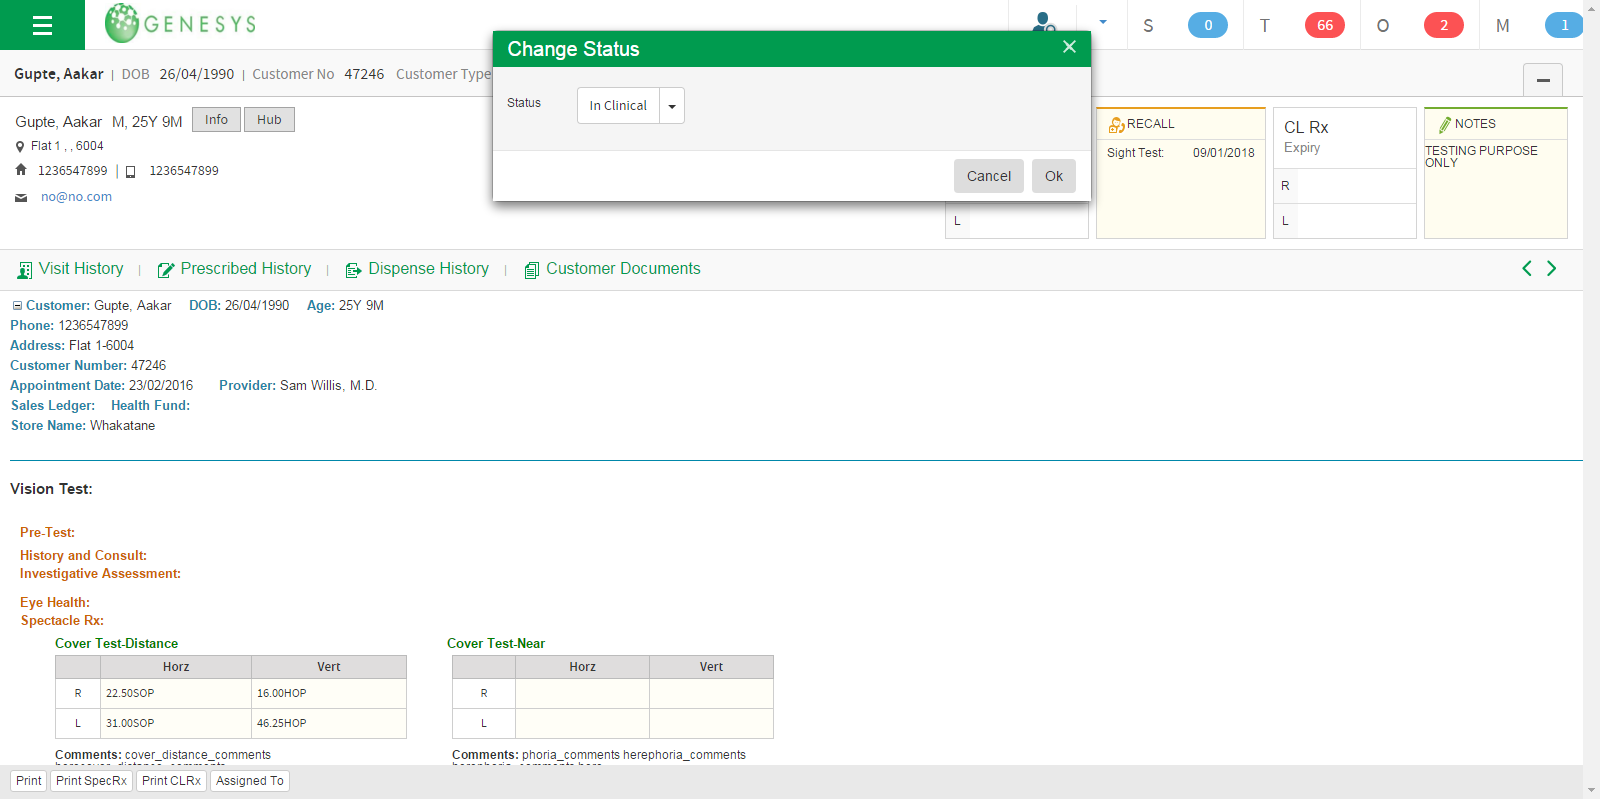 GENESYS
S 0 T 66 O 2 M 1
Change Status
Gupte, Aakar | DOB 26/04/1990 | Customer No 47246 Customer Type
Status In Clinical
Cancel Ok
Gupte, Aakar M, 25Y 9M Info Hub
Flat 1 , , 6004
1236547899 | 1236547899
no@no.com
L
RECALL
Sight Test: 09/01/2018
CL Rx
Expiry
R
L
NOTES
TESTING PURPOSE
ONLY
Visit History | Prescribed History | Dispense History | Customer Documents
Customer: Gupte, Aakar DOB: 26/04/1990 Age: 25Y 9M
Phone: 1236547899
Address: Flat 1-6004
Customer Number: 47246
Appointment Date: 23/02/2016 Provider: Sam Willis, M.D.
Sales Ledger: Health Fund:
Store Name: Whakatane
Vision Test:
Pre-Test:
History and Consult:
Investigative Assessment:
Eye Health:
Spectacle Rx:
Cover Test-Distance
Horz Vert
R 22.50SOP 16.00HOP
L 31.00SOP 46.25HOP
Comments: cover_distance_comments
Cover Test-Near
Horz Vert
R
L
Comments: phoria_comments herephoria_comments
Print Print SpecRx Print CLRx Assigned To